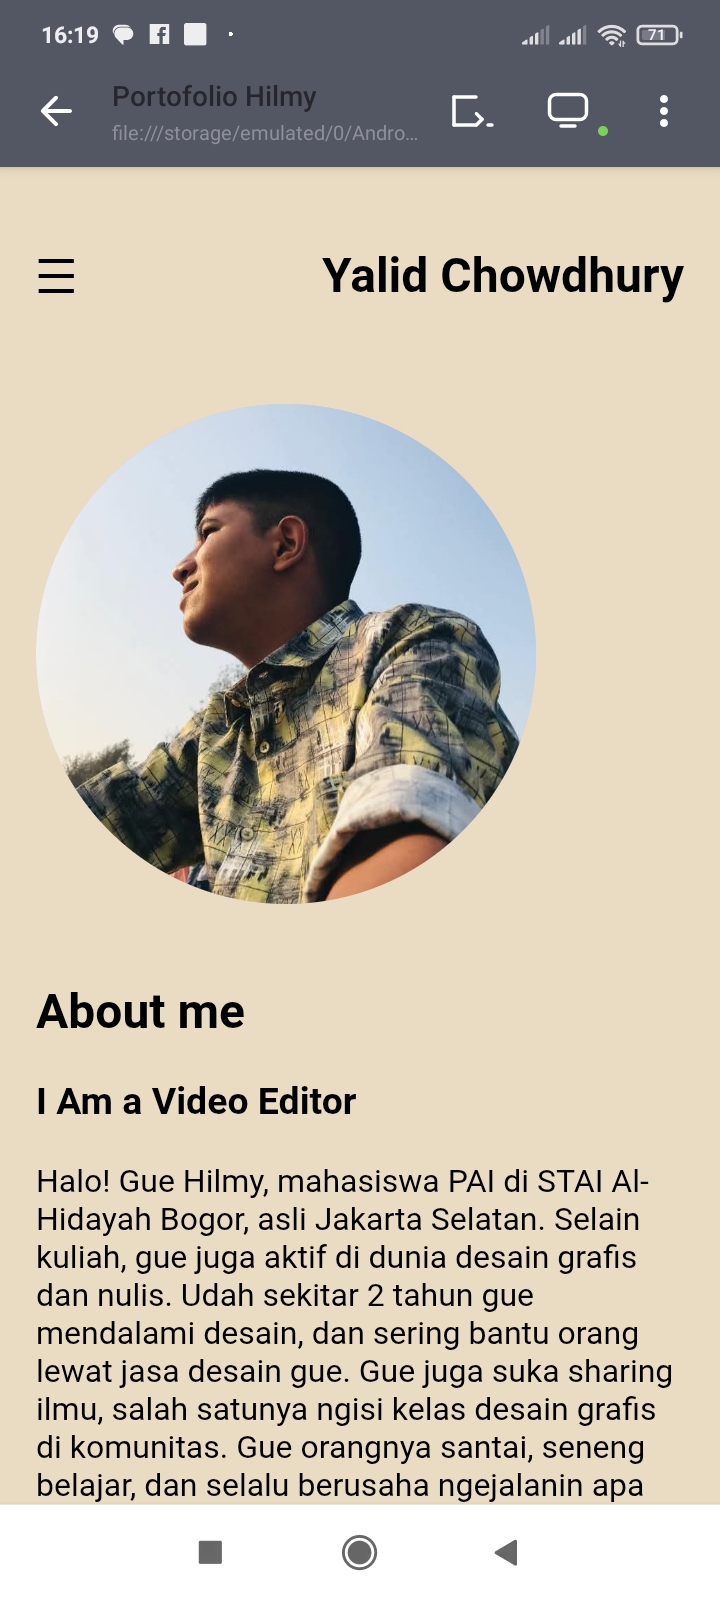 16:19
71
Portofolio Hilmy
file:///storage/emulated/0/Andro...
Yalid Chowdhury
About me
I Am a Video Editor
Halo! Gue Hilmy, mahasiswa PAI di STAI Al-
Hidayah Bogor, asli Jakarta Selatan. Selain
kuliah, gue juga aktif di dunia desain grafis
dan nulis. Udah sekitar 2 tahun gue
mendalami desain, dan sering bantu orang
lewat jasa desain gue. Gue juga suka sharing
ilmu, salah satunya ngisi kelas desain grafis
di komunitas. Gue orangnya santai, seneng
belajar, dan selalu berusaha ngejalanin apa